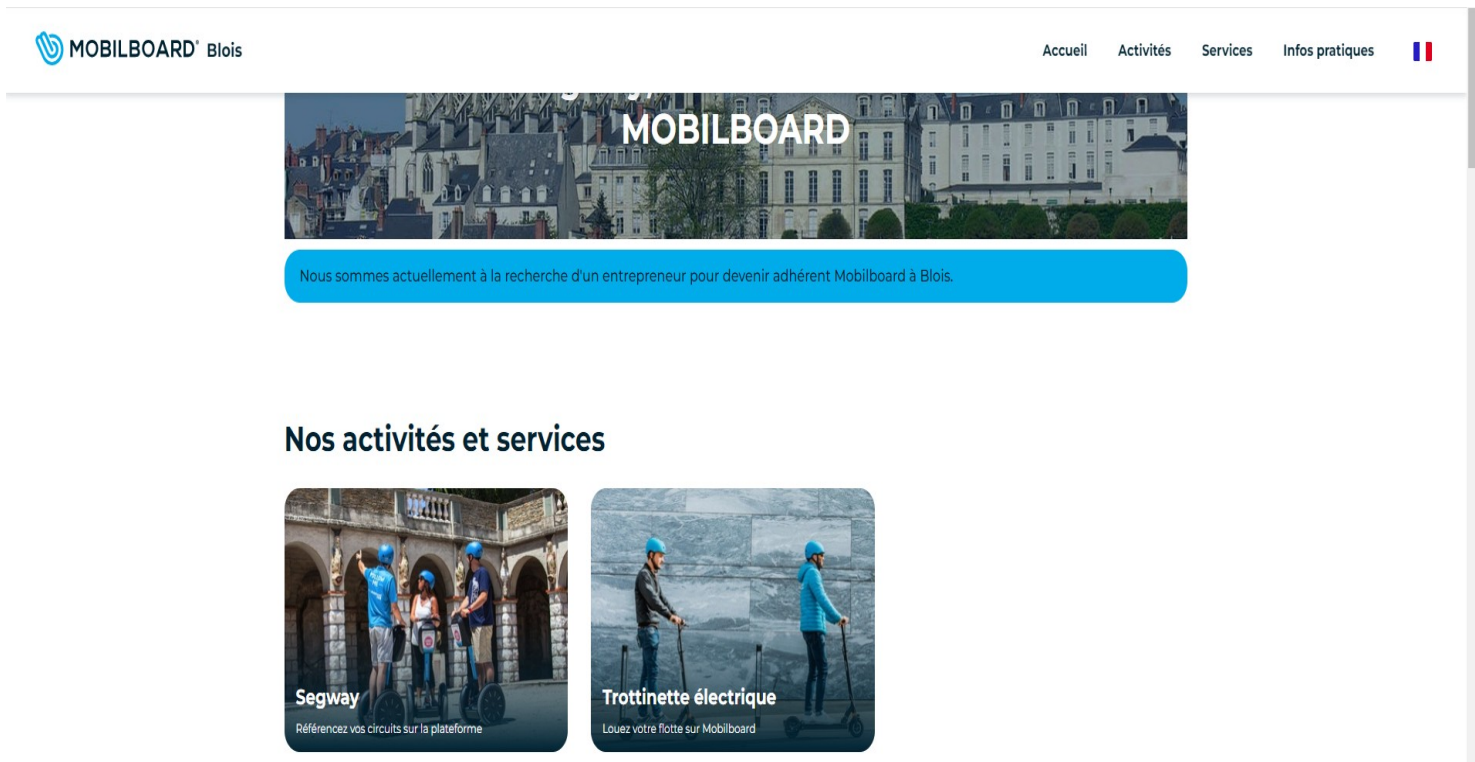 MOBILBOARD® Blois
Accueil Activités Services Infos pratiques
MOBILBOARD
Nous sommes actuellement à la recherche d'un entrepreneur pour devenir adhérent Mobilboard à Blois.
Nos activités et services
Segway
Référencez vos circuits sur la plateforme
Trottinette électrique
Louez votre flotte sur Mobilboard